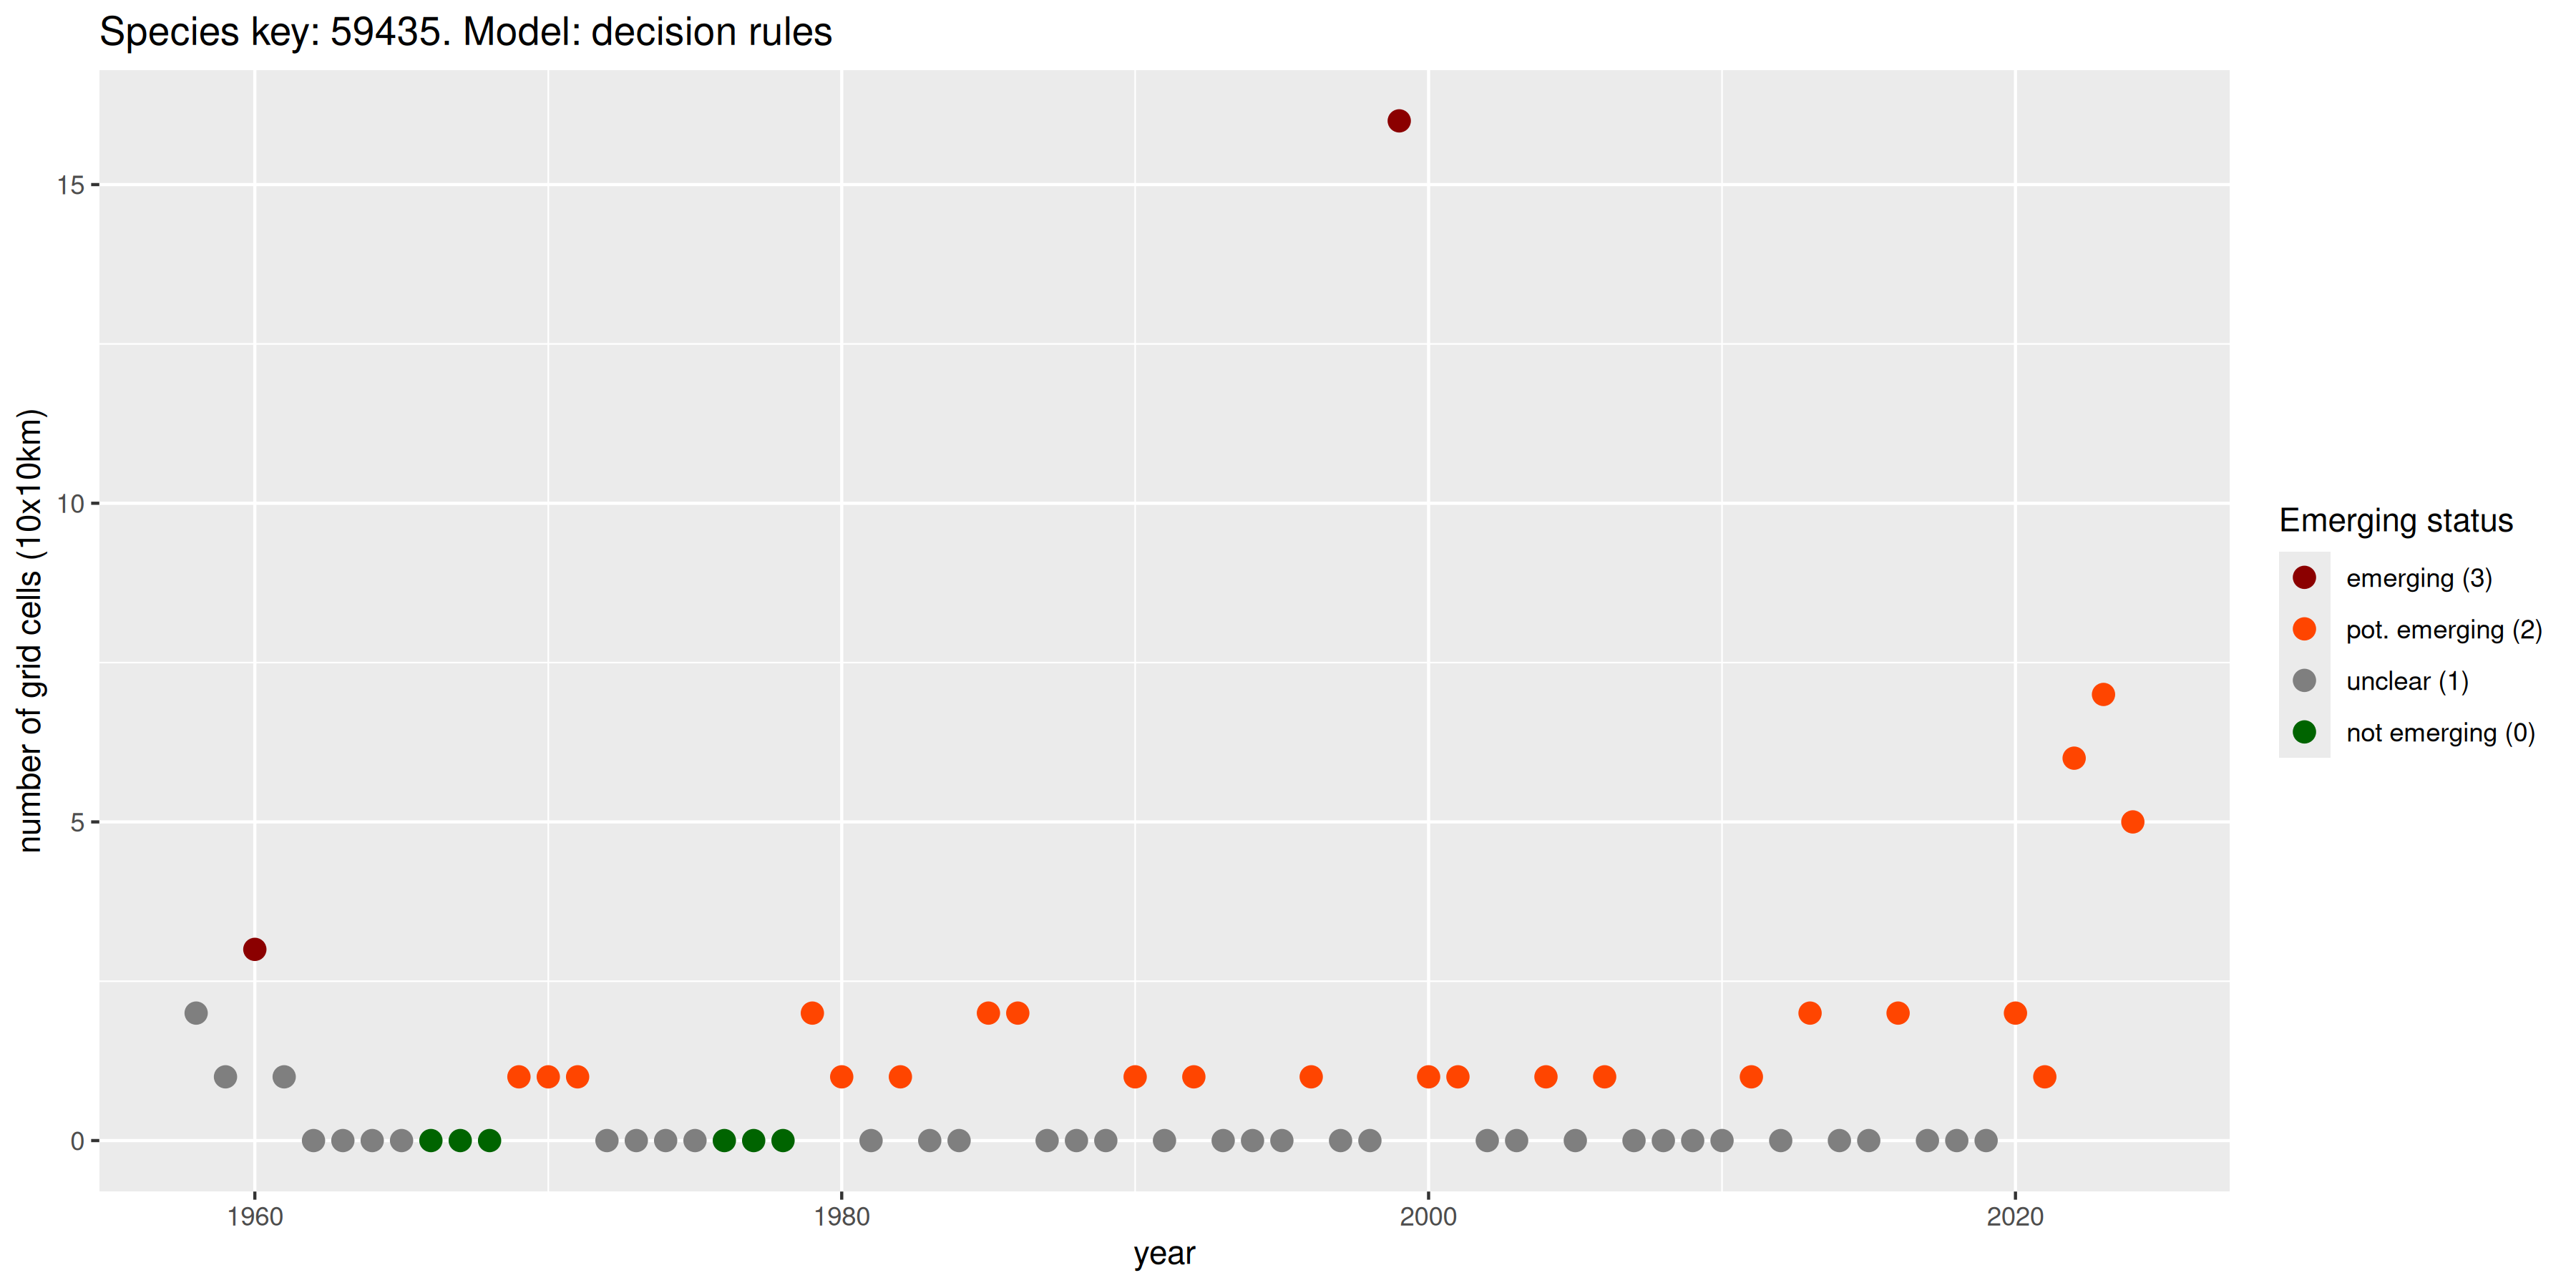 Species key: 59435. Model: decision rules
number of grid cells (10x10km)
15
10
5
0
1960
1980
2000
2020
year
Emerging status
emerging (3)
pot. emerging (2)
unclear (1)
not emerging (0)